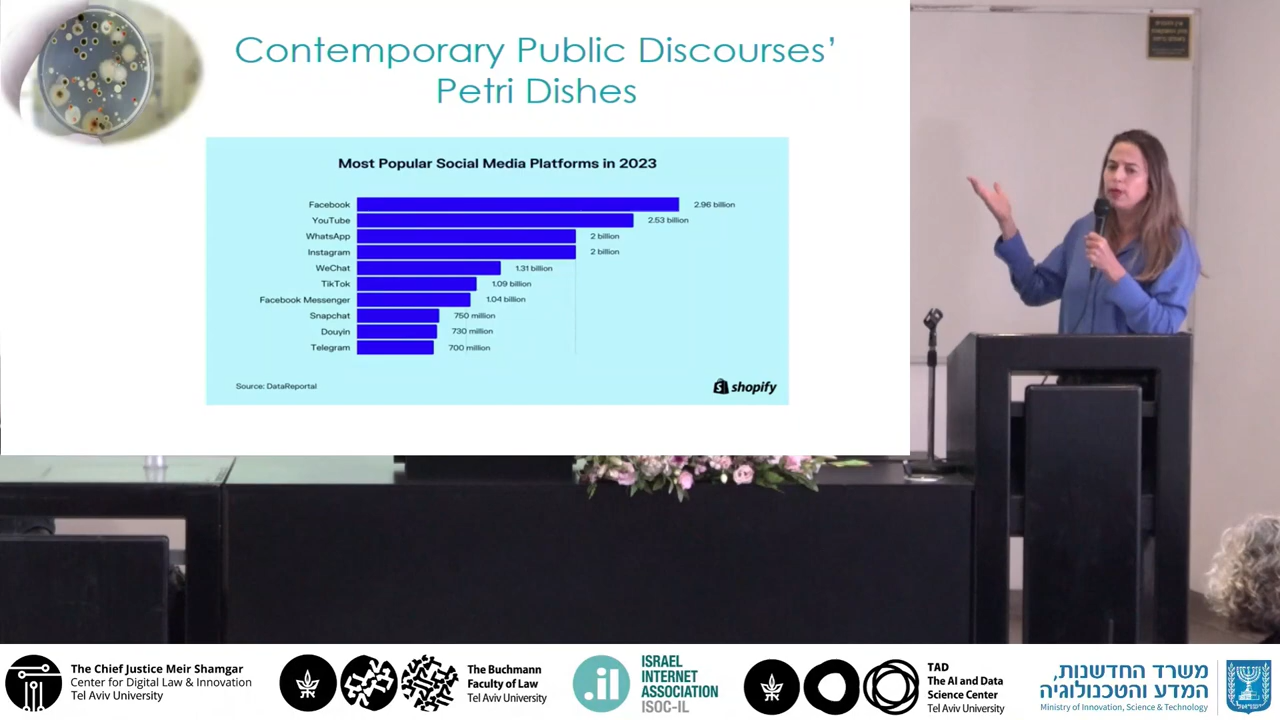 Contemporary Public Discourses’
Petri Dishes
Most Popular Social Media Platforms in 2023
Facebook 2.96 billion
YouTube 2.53 billion
WhatsApp 2 billion
Instagram 2 billion
WeChat 1.31 billion
TikTok 1.09 billion
Facebook Messenger 1.04 billion
Snapchat 750 million
Douyin 730 million
Telegram 700 million
Source: DataReportal
shopify
The Chief Justice Meir Shamgar
Center for Digital Law & Innovation
Tel Aviv University
The Buchmann
Faculty of Law
Tel Aviv University
.il
ISRAEL
INTERNET
ASSOCIATION
ISOC-IL
TAD
The AI and Data
Science Center
Tel Aviv University
משרד החדשנות,
המדע והטכנולוגיה
Ministry of Innovation, Science & Technology